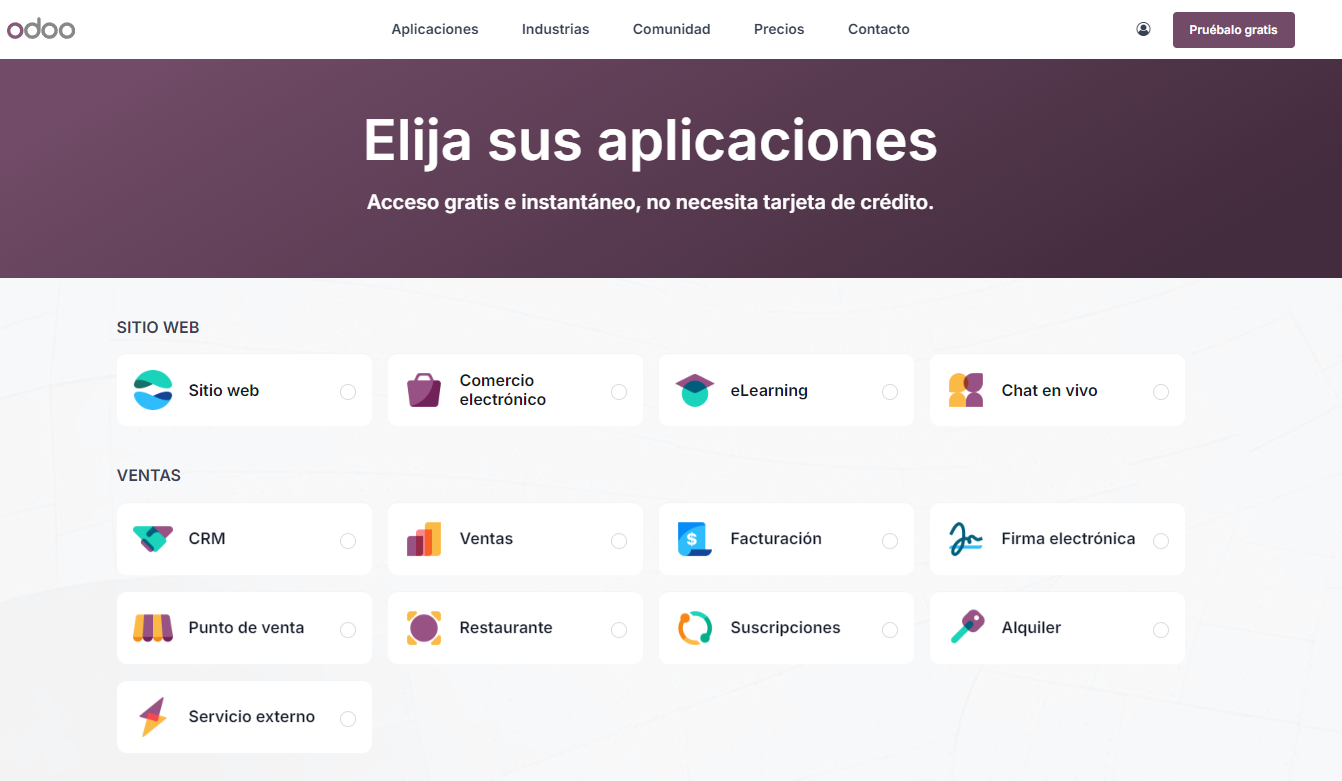 odoo
Aplicaciones
Industrias
Comunidad
Precios
Contacto
Pruébalo gratis
Elija sus aplicaciones
Acceso gratis e instantáneo, no necesita tarjeta de crédito.
SITIO WEB
Sitio web
Comercio
electrónico
eLearning
Chat en vivo
VENTAS
CRM
Ventas
$
Facturación
Firma electrónica
Punto de venta
Restaurante
Suscripciones
Alquiler
Servicio externo